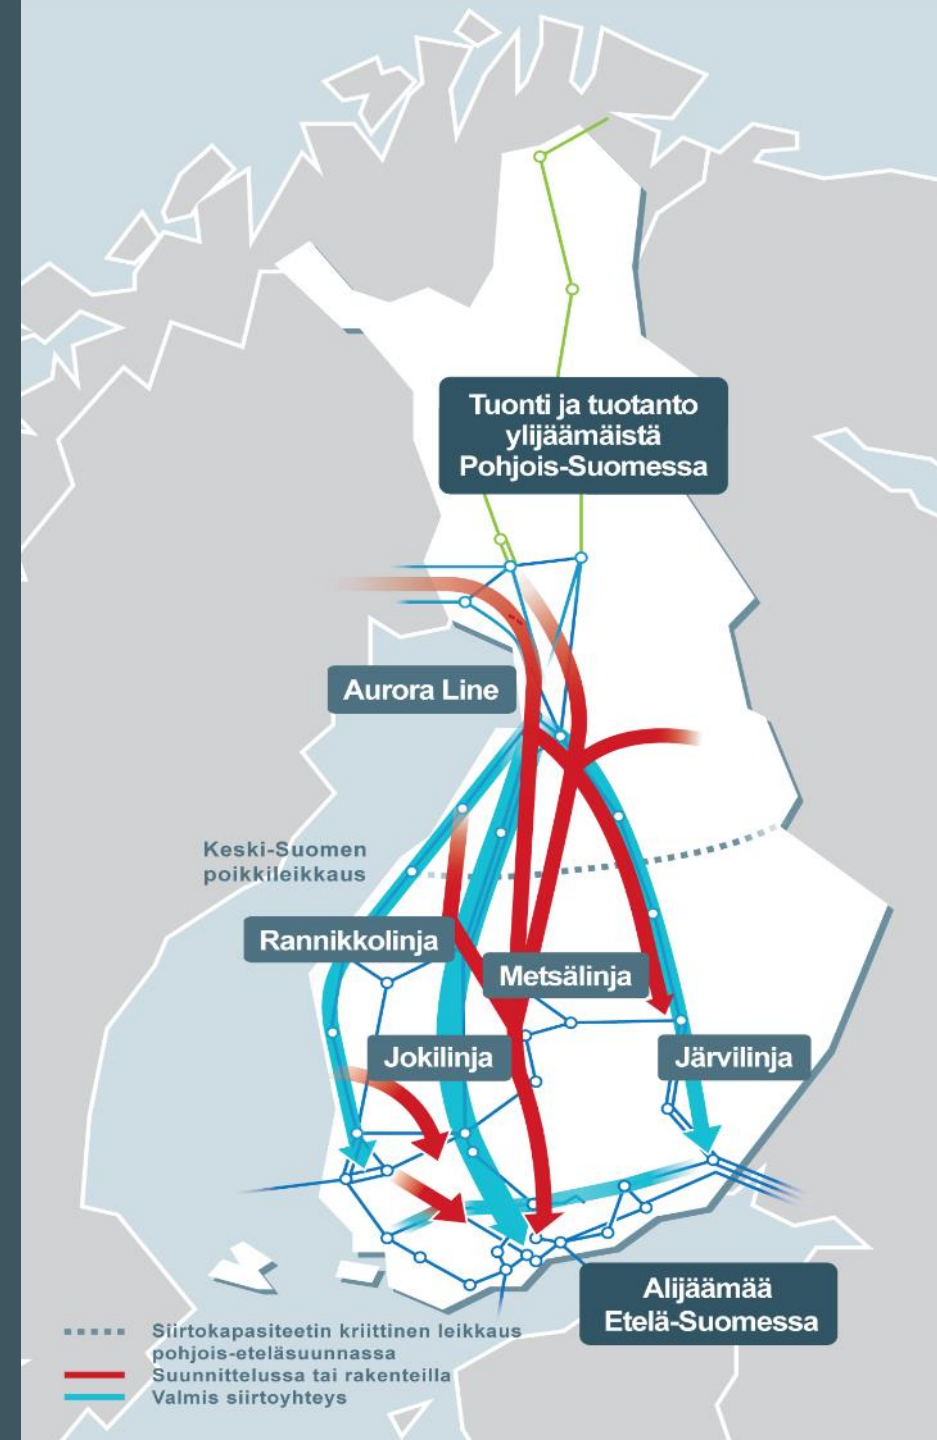 Tuonti ja tuotanto
ylijäämäistä
Pohjois-Suomessa
Aurora Line
Keski-Suomen
poikkileikkaus
Rannikkolinja
Metsälinja
Jokilinja
Järvilinja
Alijäämää
Etelä-Suomessa
Siirtokapasiteetin kriittinen leikkaus
pohjois-eteläsuunnassa
Suunnittelussa tai rakenteilla
Valmis siirtoyhteys